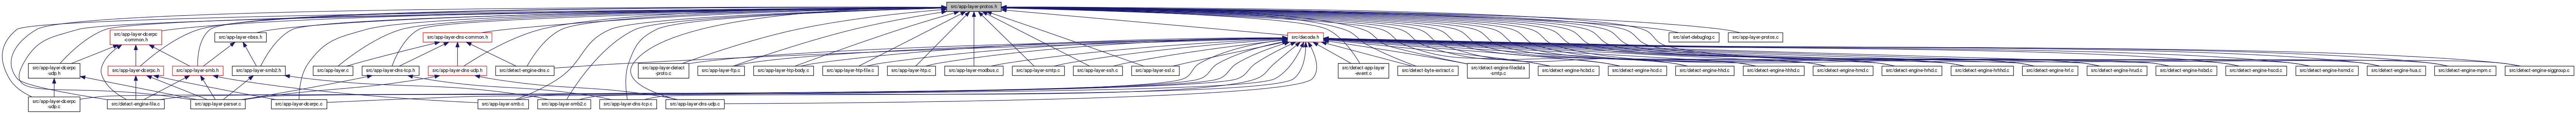 src/app-layer-protos.h
src/app-layer-dcerpc
-common.h
src/app-layer-nbss.h
src/app-layer-dns-common.h
src/decode.h
src/alert-debuglog.c
src/app-layer-protos.c
src/app-layer-dcerpc
-udp.h
src/app-layer-dcerpc.h
src/app-layer-smb.h
src/app-layer-smb2.h
src/app-layer.c
src/app-layer-dns-tcp.h
src/app-layer-dns-udp.h
src/detect-engine-dns.c
src/app-layer-detect
-proto.c
src/app-layer-ftp.c
src/app-layer-htp-body.c
src/app-layer-htp-file.c
src/app-layer-htp.c
src/app-layer-modbus.c
src/app-layer-smtp.c
src/app-layer-ssh.c
src/app-layer-ssl.c
src/detect-app-layer
-event.c
src/detect-byte-extract.c
src/detect-engine-filedata
-smtp.c
src/detect-engine-hcbd.c
src/detect-engine-hcd.c
src/detect-engine-hhd.c
src/detect-engine-hhhd.c
src/detect-engine-hmd.c
src/detect-engine-hrhd.c
src/detect-engine-hrhhd.c
src/detect-engine-hrl.c
src/detect-engine-hrud.c
src/detect-engine-hsbd.c
src/detect-engine-hscd.c
src/detect-engine-hsmd.c
src/detect-engine-hua.c
src/detect-engine-mpm.c
src/detect-engine-siggroup.c
src/app-layer-dcerpc
-udp.c
src/detect-engine-file.c
src/app-layer-parser.c
src/app-layer-dcerpc.c
src/app-layer-smb.c
src/app-layer-smb2.c
src/app-layer-dns-tcp.c
src/app-layer-dns-udp.c